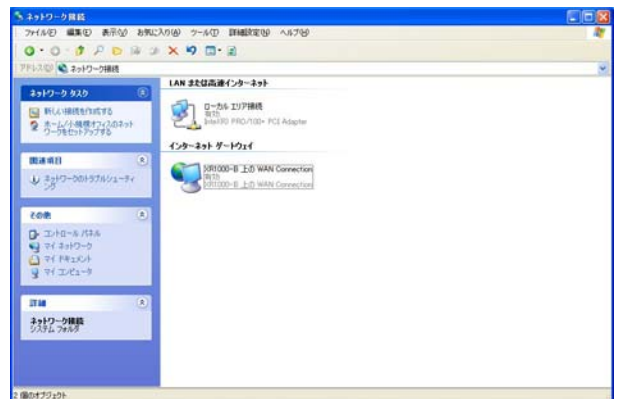 ネットワーク接続
ファイル(F) 編集(E) 表示(V) お気に入り(A) ツール(T) 詳細設定(N) ヘルプ(H)
アドレス(D) ネットワーク接続
ネットワーク タスク
新しい接続を作成する
ホーム/小規模オフィスのネット
ワークをセットアップする
関連項目
ネットワークのトラブルシューティ
ング
その他
コントロール パネル
マイ ネットワーク
マイ ドキュメント
マイ コンピュータ
詳細
ネットワーク接続
システム フォルダ
LAN または高速インターネット
ローカル エリア接続
有効
Intel(R) PRO/100+ PCI Adapter
インターネット ゲートウェイ
XR1000-B 上の WAN Connection
有効
XR1000-B 上の WAN Connection
2 個のオブジェクト